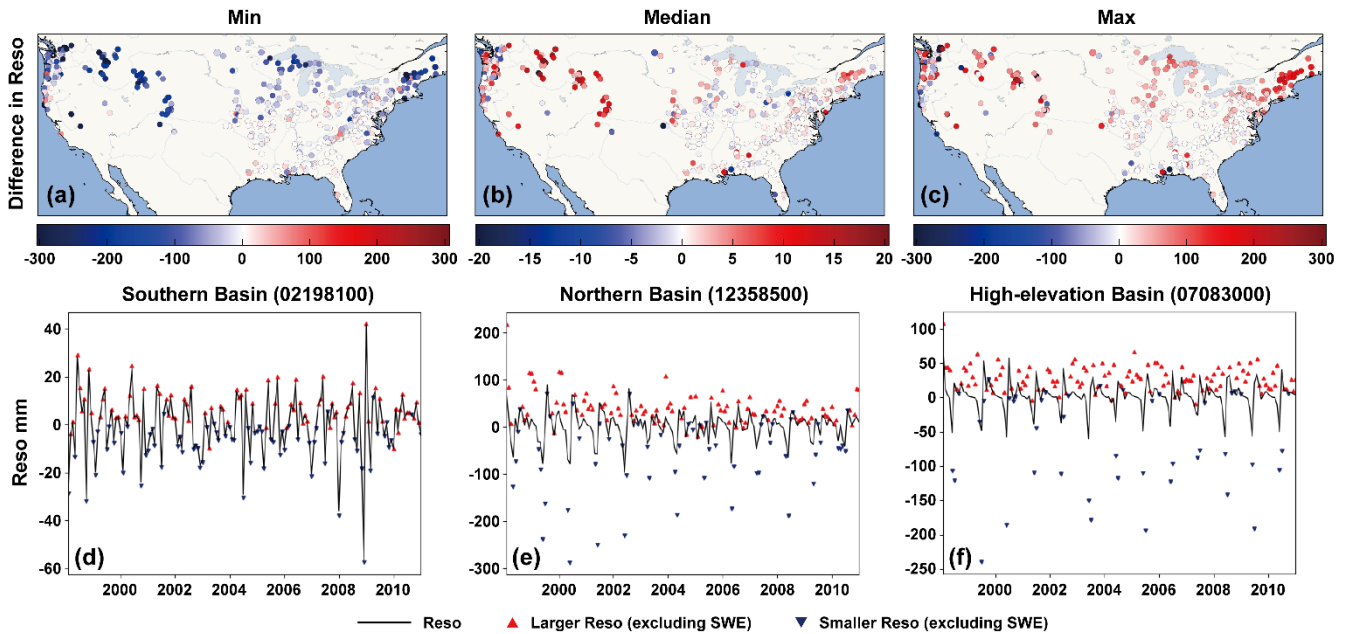 Min Median Max
Difference in Reso
(a) (b) (c)
-300 -200 -100 0 100 200 300 -20 -15 -10 -5 0 5 10 15 20 -300 -200 -100 0 100 200 300
Southern Basin (02198100) Northern Basin (12358500) High-elevation Basin (07083000)
Reso mm
40
20
0
-20
-40
-60
(d)
2000 2002 2004 2006 2008 2010
200
100
0
-100
-200
-300
(e)
2000 2002 2004 2006 2008 2010
100
50
0
-50
-100
-150
-200
-250
(f)
2000 2002 2004 2006 2008 2010
Reso Larger Reso (excluding SWE) Smaller Reso (excluding SWE)